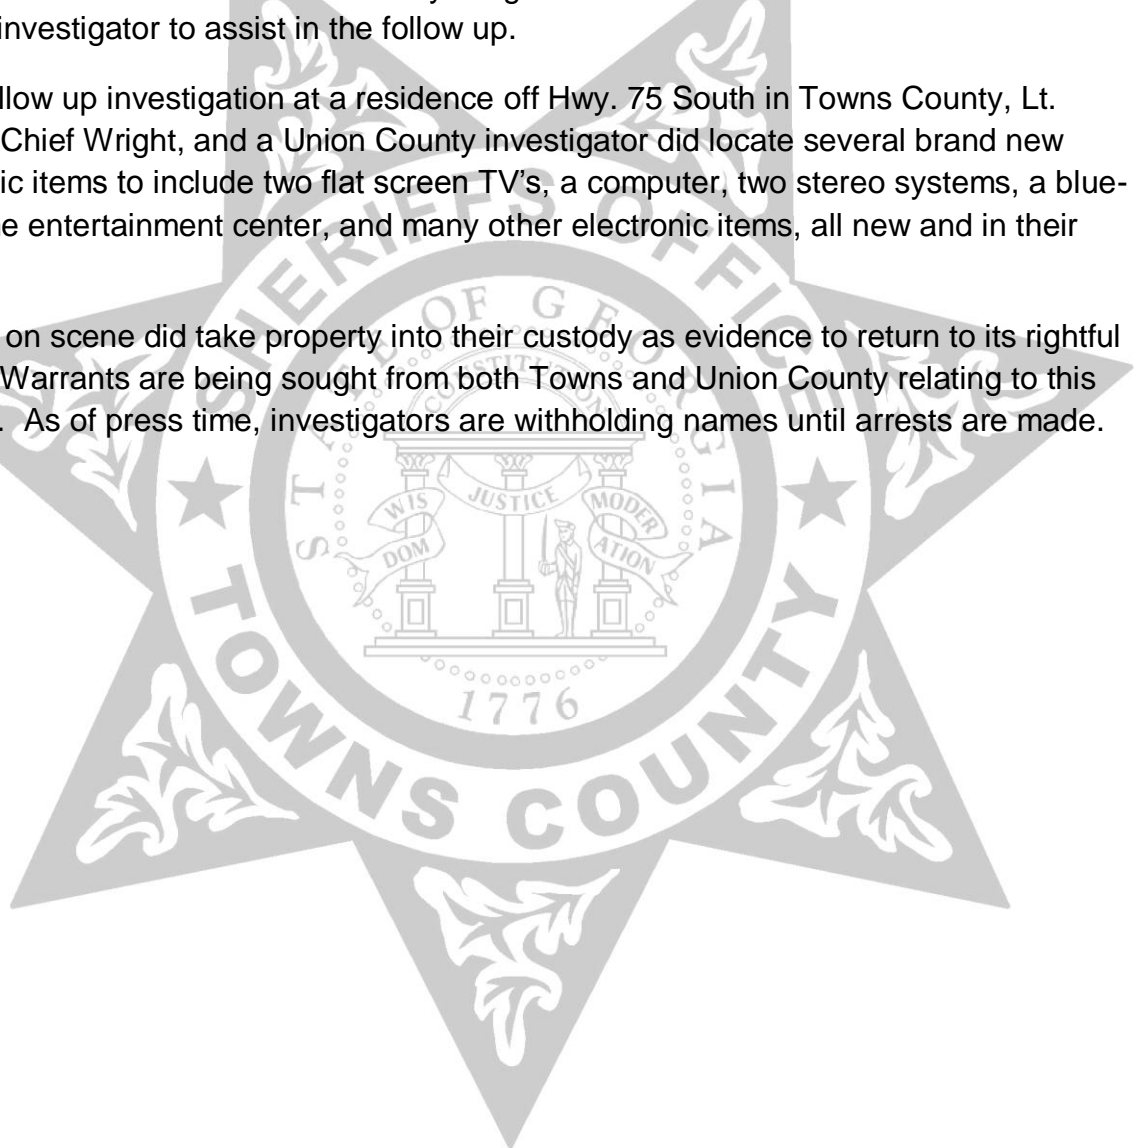 investigator to assist in the follow up.
llow up investigation at a residence off Hwy. 75 South in Towns County, Lt.
Chief Wright, and a Union County investigator did locate several brand new
ic items to include two flat screen TV’s, a computer, two stereo systems, a blue-
e entertainment center, and many other electronic items, all new and in their
on scene did take property into their custody as evidence to return to its rightful
Warrants are being sought from both Towns and Union County relating to this
. As of press time, investigators are withholding names until arrests are made.
SHERIFFS OFFICE
STATE OF GEORGIA
CONSTITUTION
WIS
DOM
JUSTICE
MODER
ATION
1776
TOWNS COUNTY